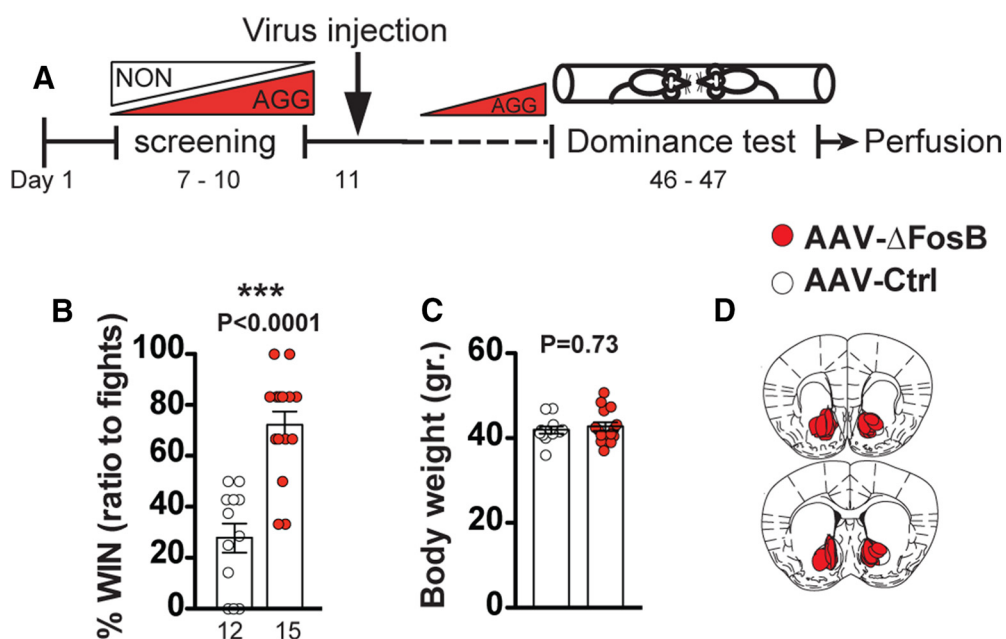 Virus injection
A
NON
AGG
AGG
screening
Dominance test
Perfusion
Day 1
7 - 10
11
46 - 47
AAV-ΔFosB
AAV-Ctrl
B
***
P<0.0001
% WIN (ratio to fights)
100
80
60
40
20
0
12
15
C
P=0.73
Body weight (gr.)
60
40
20
0
D